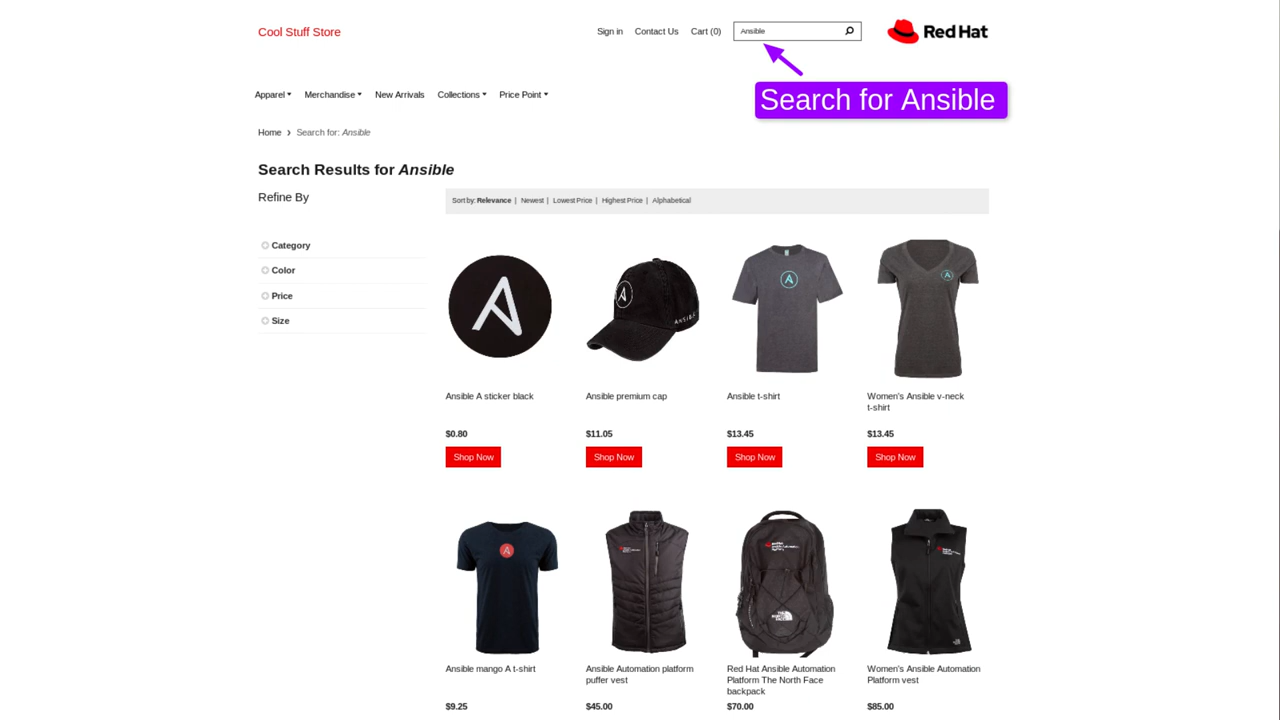 Cool Stuff Store
Sign in
Contact Us
Cart (0)
Ansible
Red Hat
Search for Ansible
Apparel
Merchandise
New Arrivals
Collections
Price Point
Home › Search for: Ansible
Search Results for Ansible
Refine By
Sort by: Relevance | Newest | Lowest Price | Highest Price | Alphabetical
Category
Color
Price
Size
ANSIBLE
Ansible A sticker black
$0.80
Shop Now
Ansible premium cap
$11.05
Shop Now
Ansible t-shirt
$13.45
Shop Now
Women's Ansible v-neck
t-shirt
$13.45
Shop Now
THE
NORTH
FACE
Ansible mango A t-shirt
$9.25
Ansible Automation platform
puffer vest
$45.00
Red Hat Ansible Automation
Platform The North Face
backpack
$70.00
Women's Ansible Automation
Platform vest
$85.00